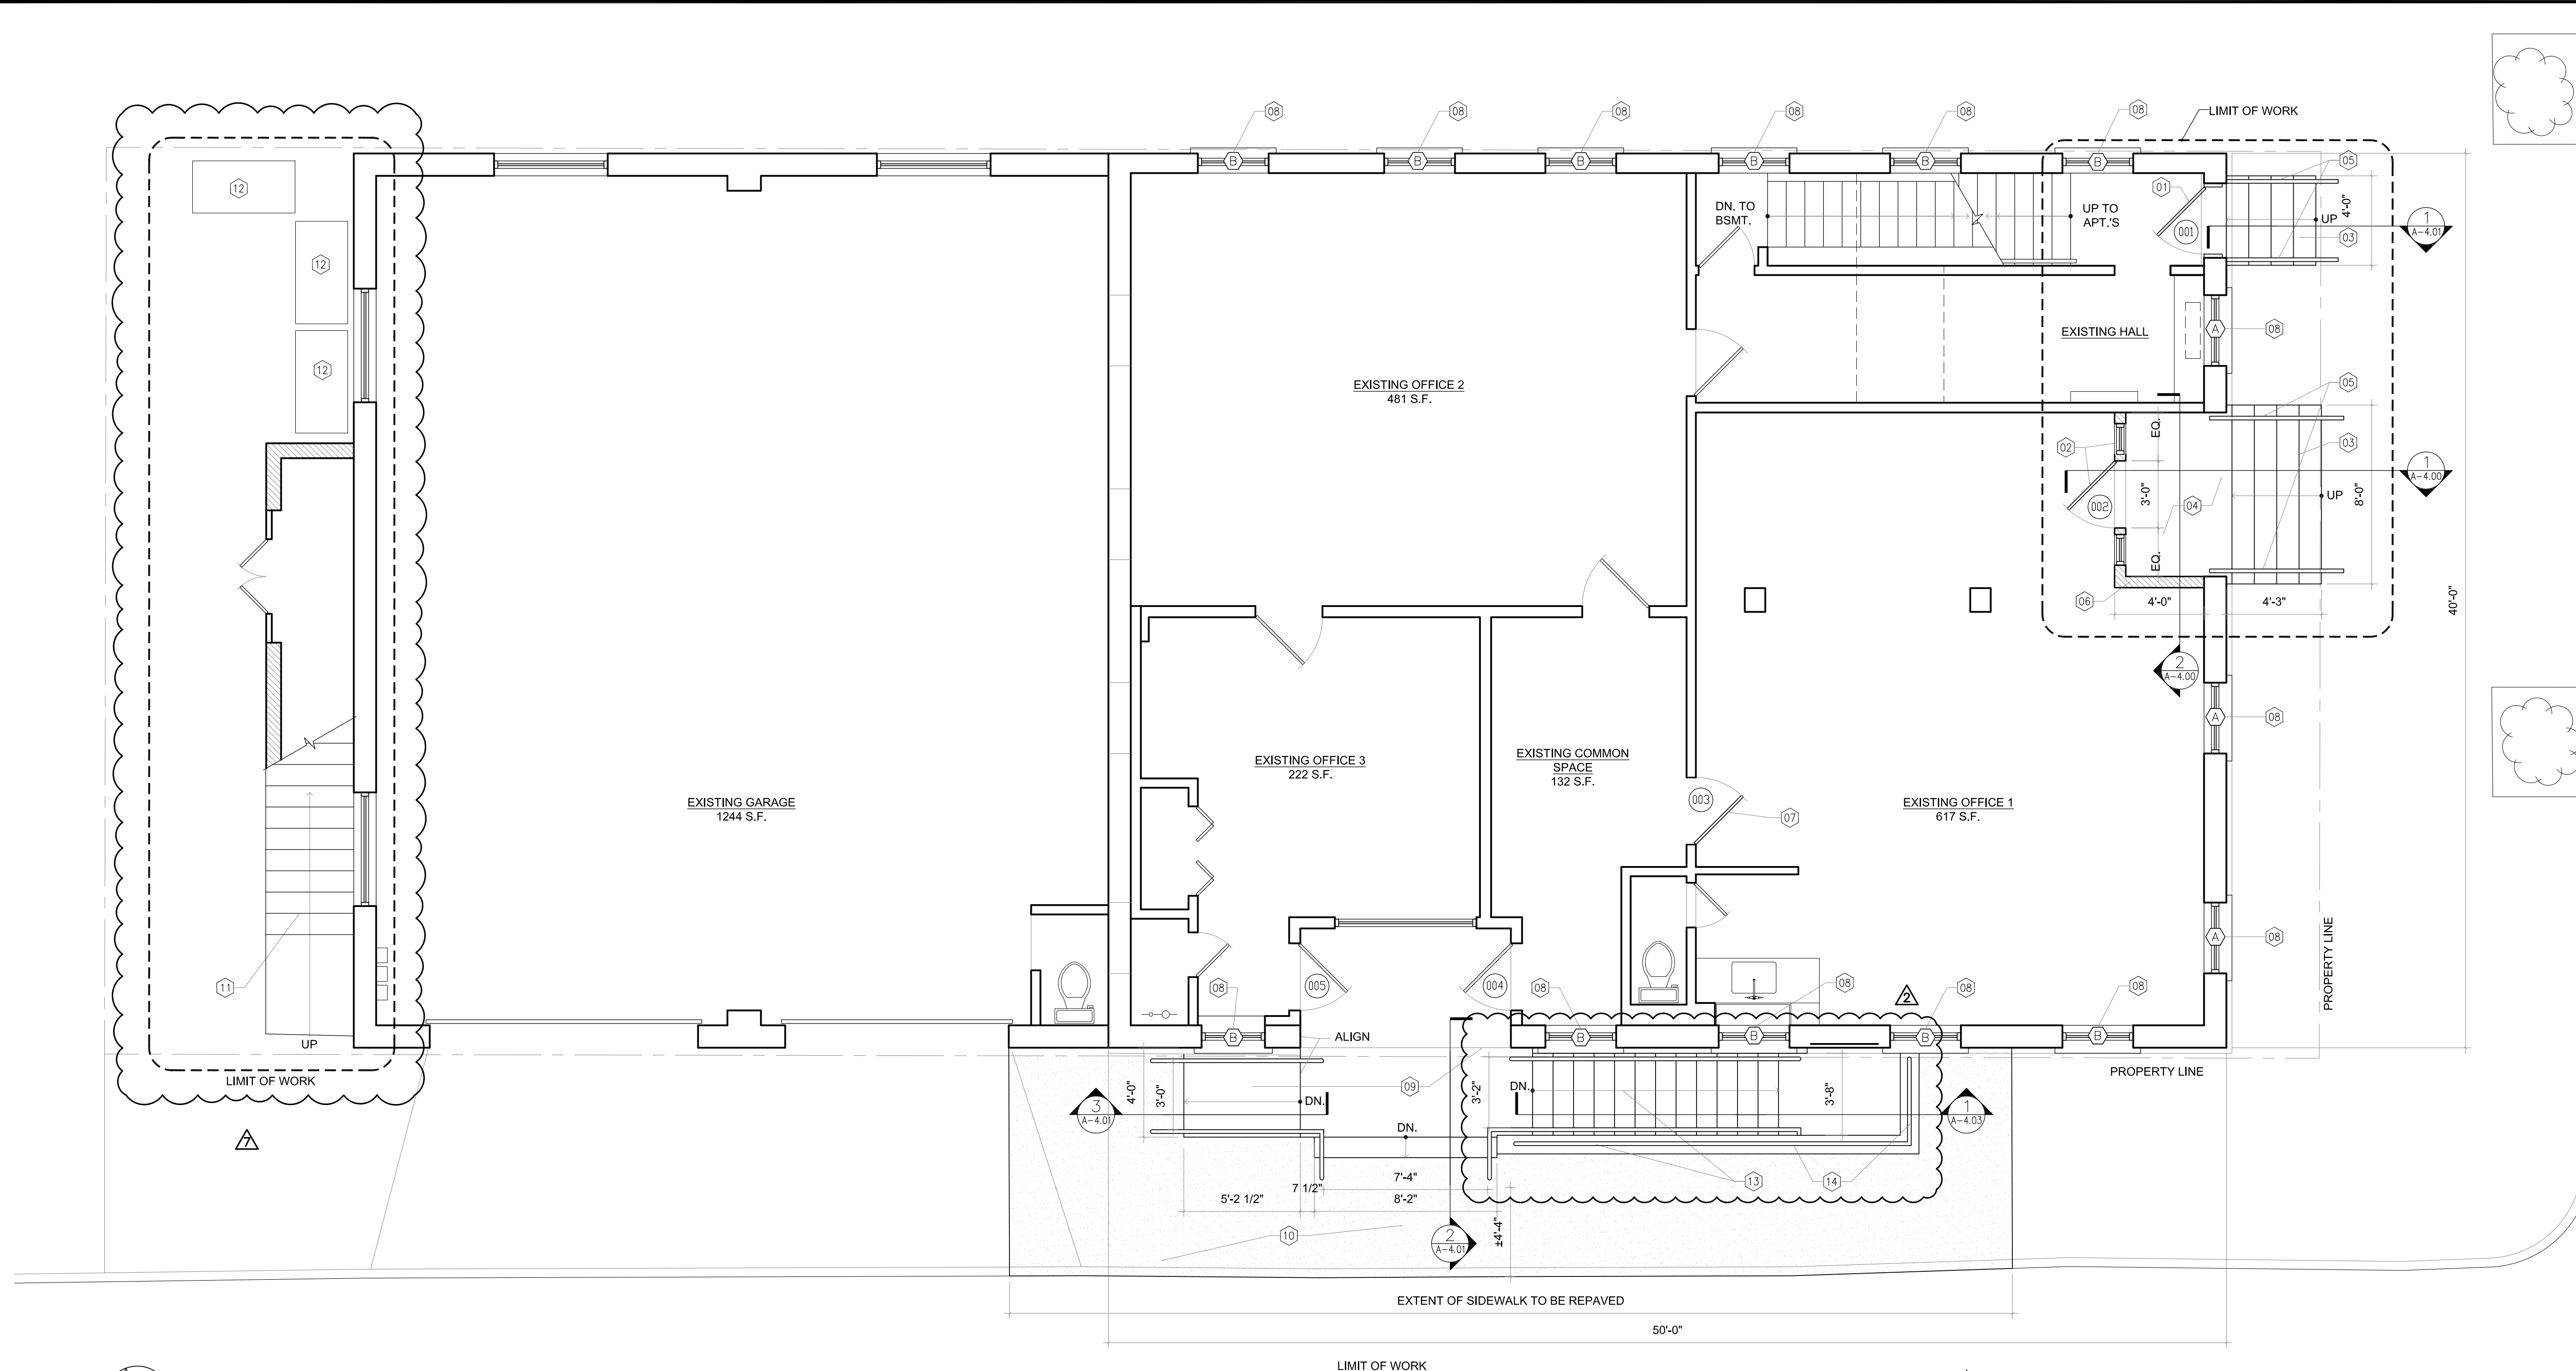 08
08
08
08
08
08
LIMIT OF WORK
B
B
B
B
B
B
05
12
01
4'-0"
DN. TO
BSMT.
UP TO
APT.'S
UP
1
A-4.01
001
03
12
EXISTING HALL
A
08
12
EXISTING OFFICE 2
481 S.F.
05
EQ.
02
03
1
A-4.00
3'-0"
UP
8'-0"
002
04
EQ.
06
4'-0"
4'-3"
40'-0"
2
A-4.00
A
08
EXISTING OFFICE 3
222 S.F.
EXISTING COMMON
SPACE
132 S.F.
EXISTING GARAGE
1244 S.F.
003
07
EXISTING OFFICE 1
617 S.F.
A
08
PROPERTY LINE
11
08
005
004
08
08
2
08
08
UP
B
ALIGN
B
B
B
B
LIMIT OF WORK
PROPERTY LINE
09
3
A-4.01
4'-0"
3'-0"
DN.
3'-2"
DN.
3'-8"
1
A-4.03
DN.
7
7'-4"
7 1/2"
5'-2 1/2"
8'-2"
13
14
10
2
A-4.01
±4'-4"
EXTENT OF SIDEWALK TO BE REPAVED
50'-0"
LIMIT OF WORK